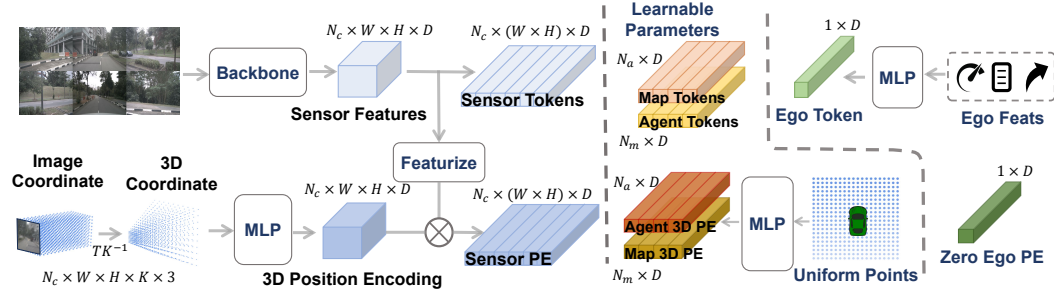 N_c × W × H × D
N_c × (W × H) × D
Backbone
Sensor Features
Sensor Tokens
Featurize
Image
Coordinate
3D
Coordinate
TK^{-1}
N_c × W × H × K × 3
MLP
N_c × W × H × D
3D Position Encoding
N_c × (W × H) × D
Sensor PE
Learnable
Parameters
N_a × D
Map Tokens
Agent Tokens
N_m × D
1 × D
Ego Token
MLP
Ego Feats
N_a × D
Agent 3D PE
Map 3D PE
N_m × D
MLP
Uniform Points
1 × D
Zero Ego PE